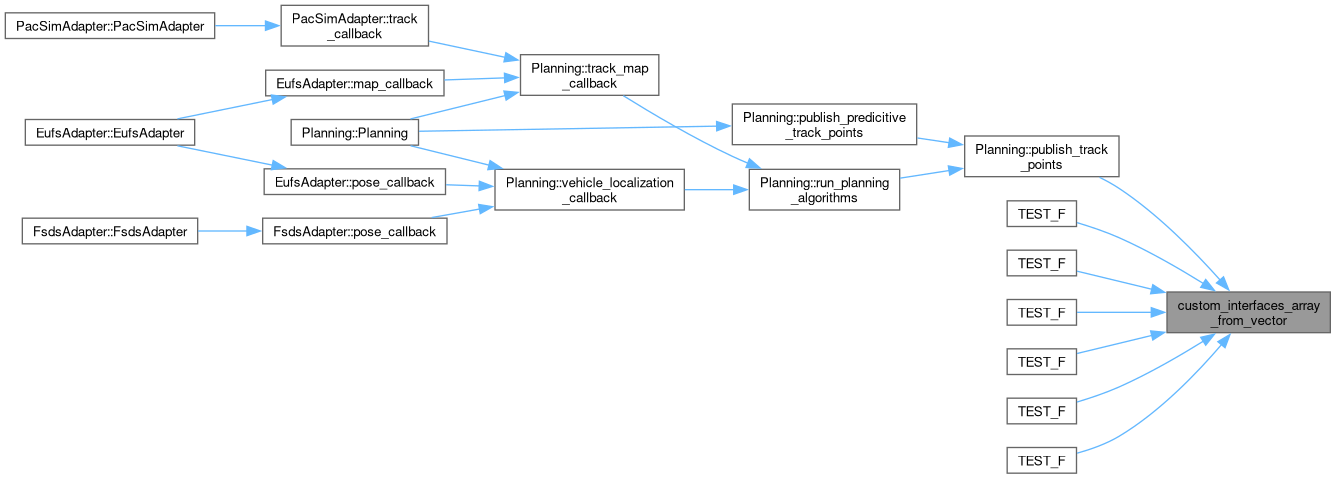 PacSimAdapter::PacSimAdapter
PacSimAdapter::track
_callback
EufsAdapter::map_callback
EufsAdapter::EufsAdapter
Planning::Planning
EufsAdapter::pose_callback
FsdsAdapter::FsdsAdapter
FsdsAdapter::pose_callback
Planning::track_map
_callback
Planning::vehicle_localization
_callback
Planning::publish_predicitive
_track_points
Planning::run_planning
_algorithms
Planning::publish_track
_points
TEST_F
TEST_F
TEST_F
TEST_F
TEST_F
TEST_F
custom_interfaces_array
_from_vector